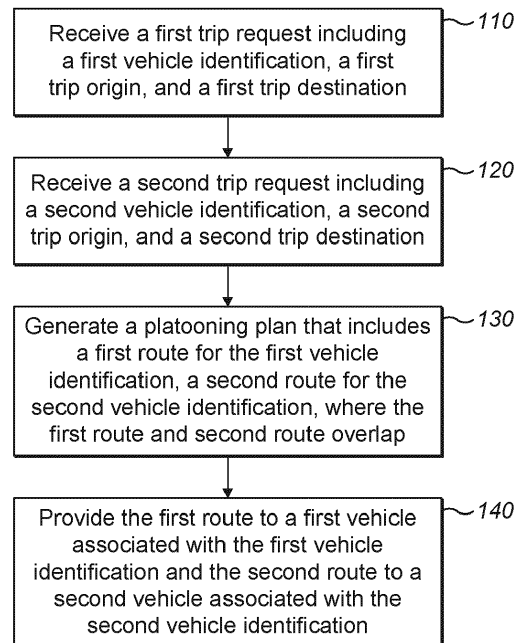 Receive a first trip request including
a first vehicle identification, a first
trip origin, and a first trip destination
110
Receive a second trip request including
a second vehicle identification, a second
trip origin, and a second trip destination
120
Generate a platooning plan that includes
a first route for the first vehicle
identification, a second route for the
second vehicle identification, where the
first route and second route overlap
130
Provide the first route to a first vehicle
associated with the first vehicle
identification and the second route to a
second vehicle associated with the
second vehicle identification
140